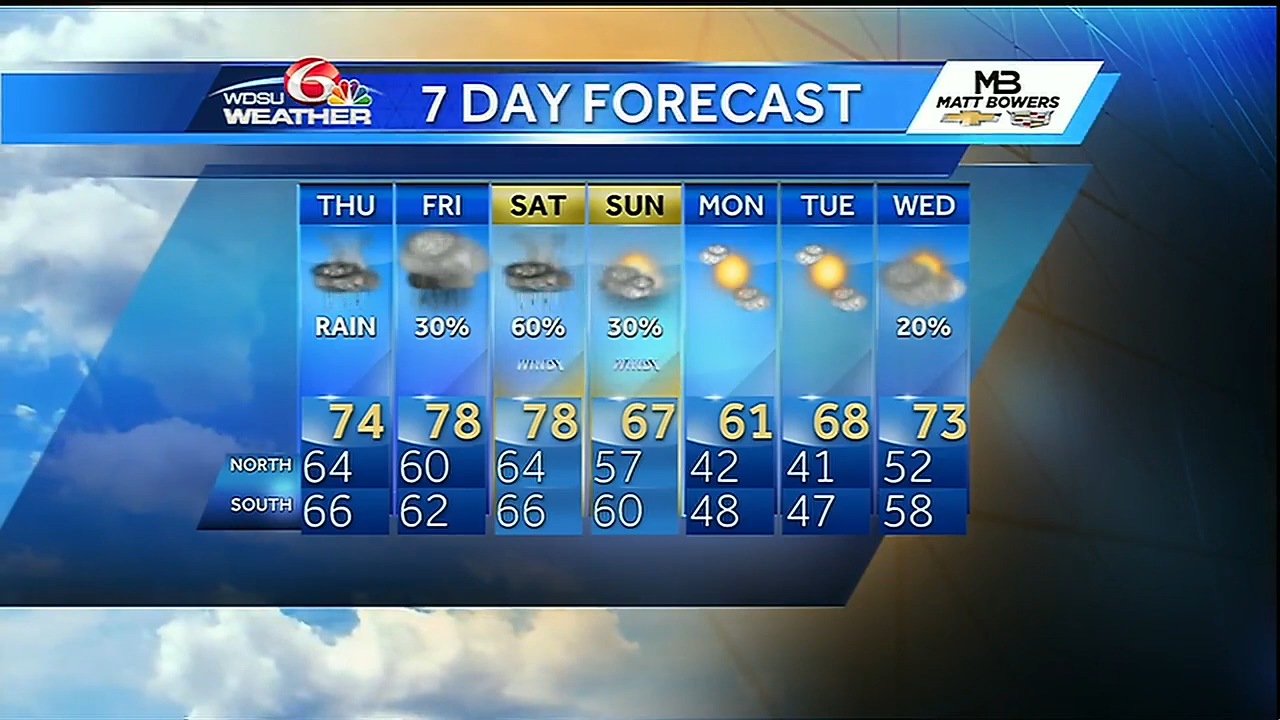 WDSU 6
WEATHER
7 DAY FORECAST
MB
MATT BOWERS
THU FRI SAT SUN MON TUE WED
RAIN 30% 60% 30% 20%
WINDY WINDY
74 78 78 67 61 68 73
NORTH 64 60 64 57 42 41 52
SOUTH 66 62 66 60 48 47 58